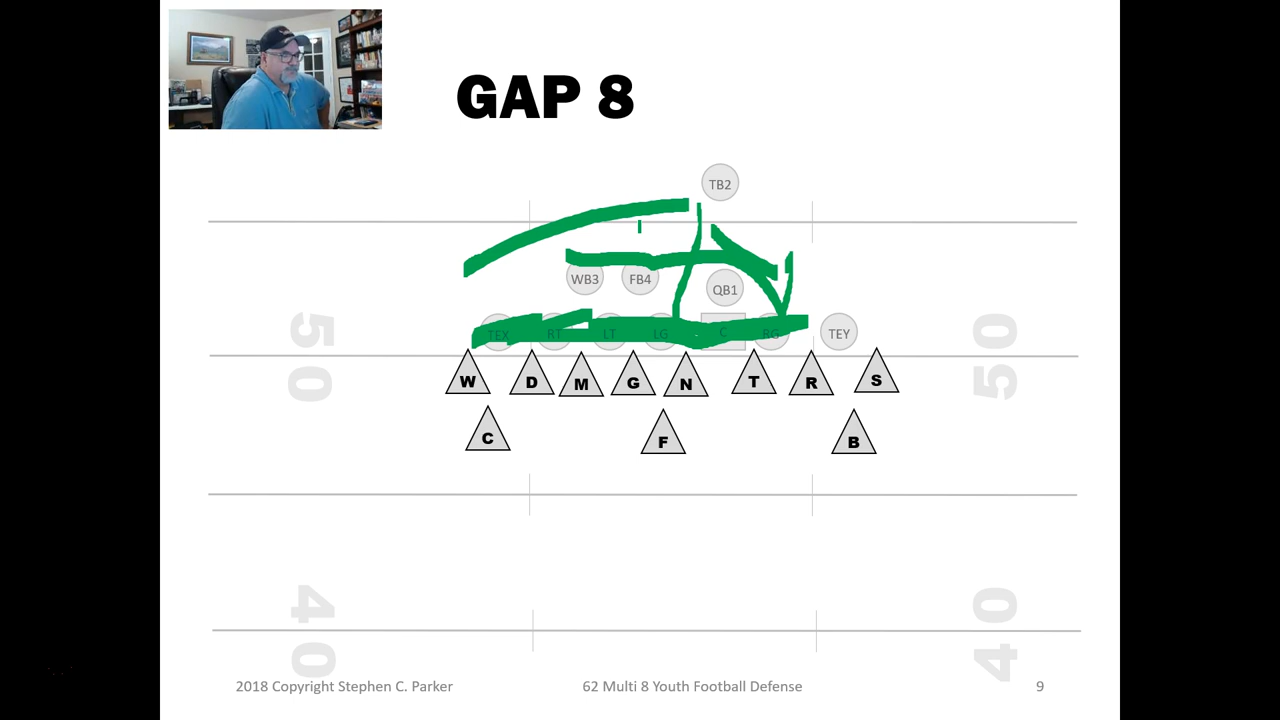 GAP 8
TB2
WB3 FB4 QB1
TEX RT LT LG C RG TEY
50 50
W D M G N T R S
C F B
40 40
2018 Copyright Stephen C. Parker 62 Multi 8 Youth Football Defense 9